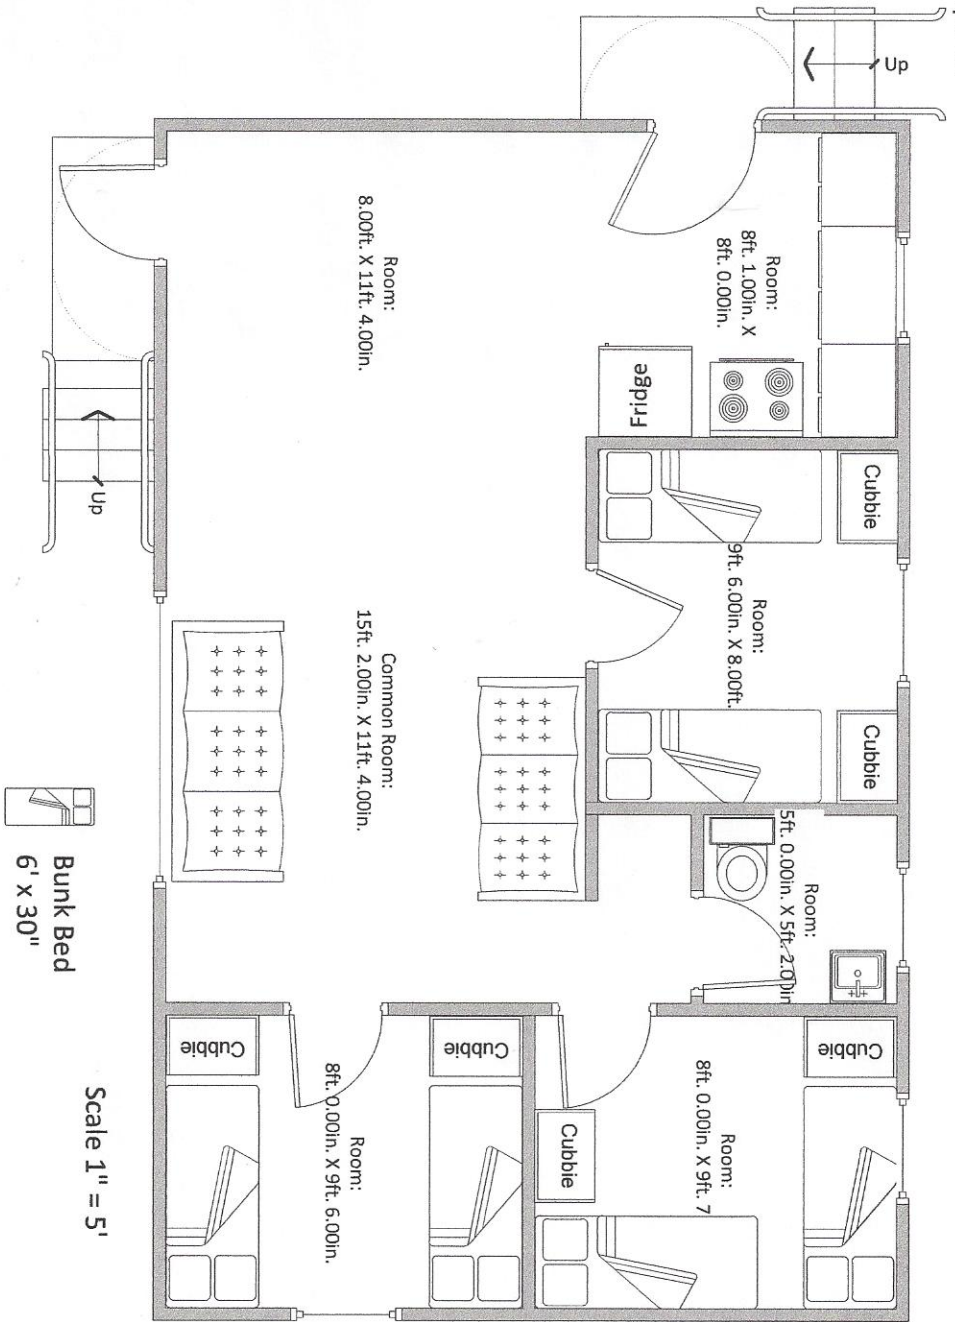 Up
Room:
8ft. 1.00in. X
8ft. 0.00in.
Fridge
Cubbie
Room:
9ft. 6.00in. X 8.00ft.
Cubbie
Room:
5ft. 0.00in. X 5ft. 2.00in
Cubbie
Room:
8ft. 0.00in. X 9ft. 7
Cubbie
Room:
8.00ft. X 11ft. 4.00in.
Common Room:
15ft. 2.00in. X 11ft. 4.00in.
Cubbie
Room:
8ft. 0.00in. X 9ft. 6.00in.
Cubbie
Up
Bunk Bed
6' x 30"
Scale 1" = 5'